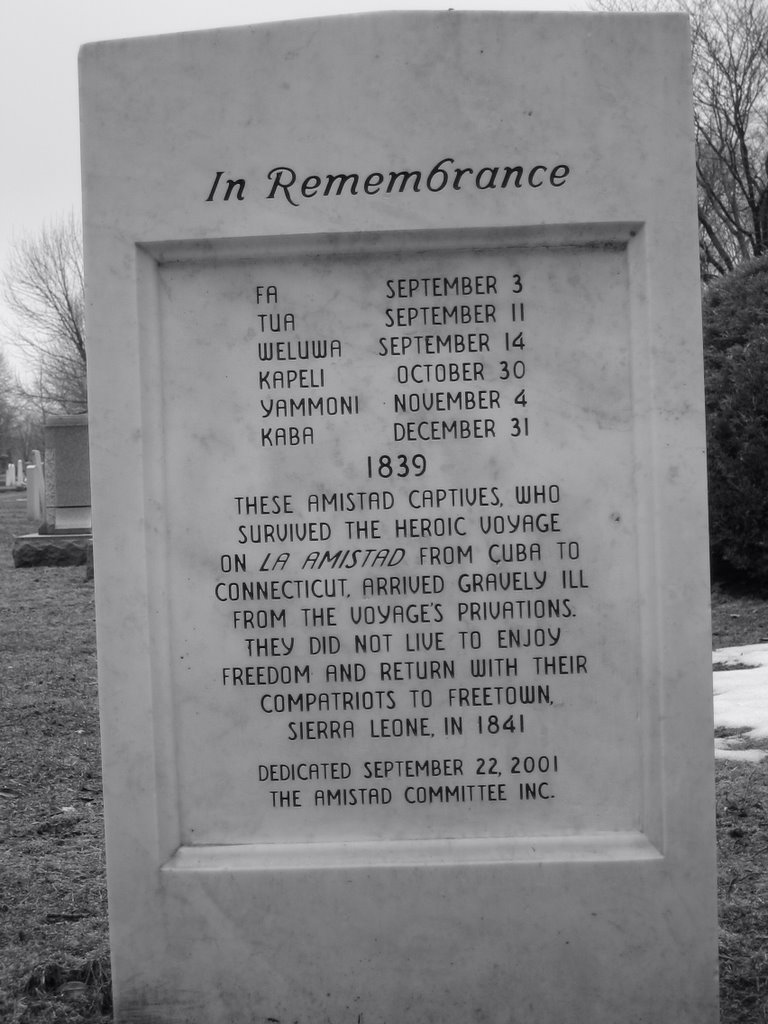 In Remembrance
FA SEPTEMBER 3
TUA SEPTEMBER 11
WELUWA SEPTEMBER 14
KAPELI OCTOBER 30
YAMMONI NOVEMBER 4
KABA DECEMBER 31
1839
THESE AMISTAD CAPTIVES, WHO
SURVIVED THE HEROIC VOYAGE
ON LA AMISTAD FROM CUBA TO
CONNECTICUT, ARRIVED GRAVELY ILL
FROM THE VOYAGE'S PRIVATIONS.
THEY DID NOT LIVE TO ENJOY
FREEDOM AND RETURN WITH THEIR
COMPATRIOTS TO FREETOWN,
SIERRA LEONE, IN 1841
DEDICATED SEPTEMBER 22, 2001
THE AMISTAD COMMITTEE INC.